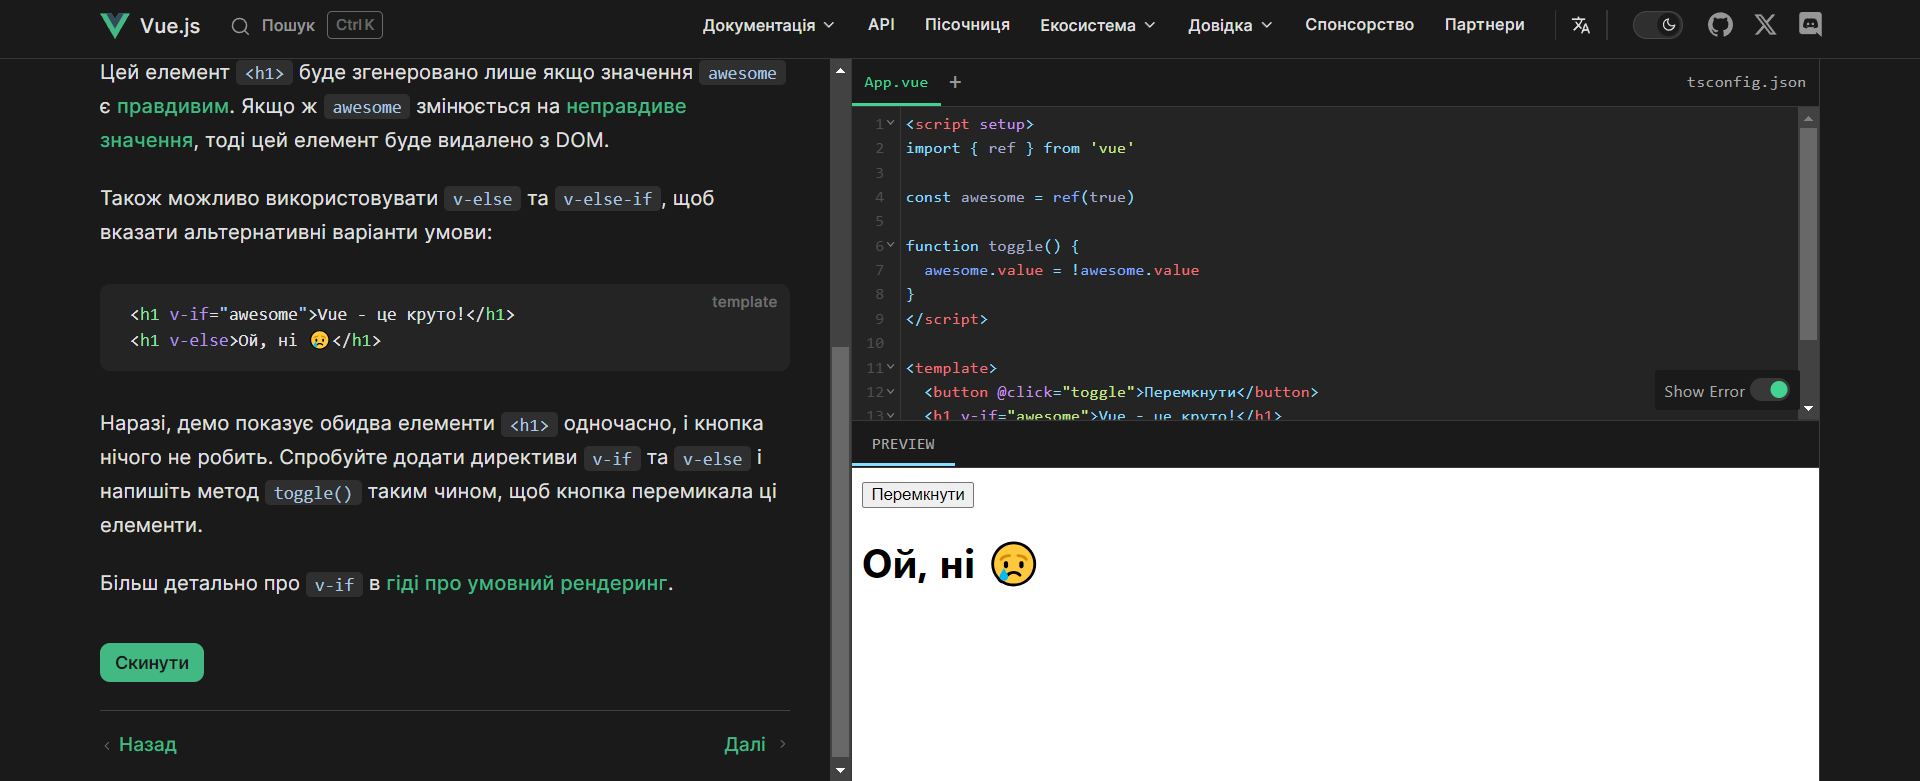 Vue.js Пошук Ctrl K Документація API Пісочниця Екосистема Довідка Спонсорство Партнери
Цей елемент <h1> буде згенеровано лише якщо значення awesome
є правдивим. Якщо ж awesome змінюється на неправдиве
значення, тоді цей елемент буде видалено з DOM.
Також можливо використовувати v-else та v-else-if, щоб
вказати альтернативні варіанти умови:
template
<h1 v-if="awesome">Vue - це круто!</h1>
<h1 v-else>Ой, ні 😢</h1>
Наразі, демо показує обидва елементи <h1> одночасно, і кнопка
нічого не робить. Спробуйте додати директиви v-if та v-else і
напишіть метод toggle() таким чином, щоб кнопка перемикала ці
елементи.
Більш детально про v-if в гіді про умовний рендеринг.
Скинути
Назад Далі
App.vue + tsconfig.json
1 <script setup>
2 import { ref } from 'vue'
3
4 const awesome = ref(true)
5
6 function toggle() {
7 awesome.value = !awesome.value
8 }
9 </script>
10
11 <template>
12 <button @click="toggle">Перемкнути</button>
13 <h1 v-if="awesome">Vue - це круто!</h1>
Show Error
PREVIEW
Перемкнути
Ой, ні 😢